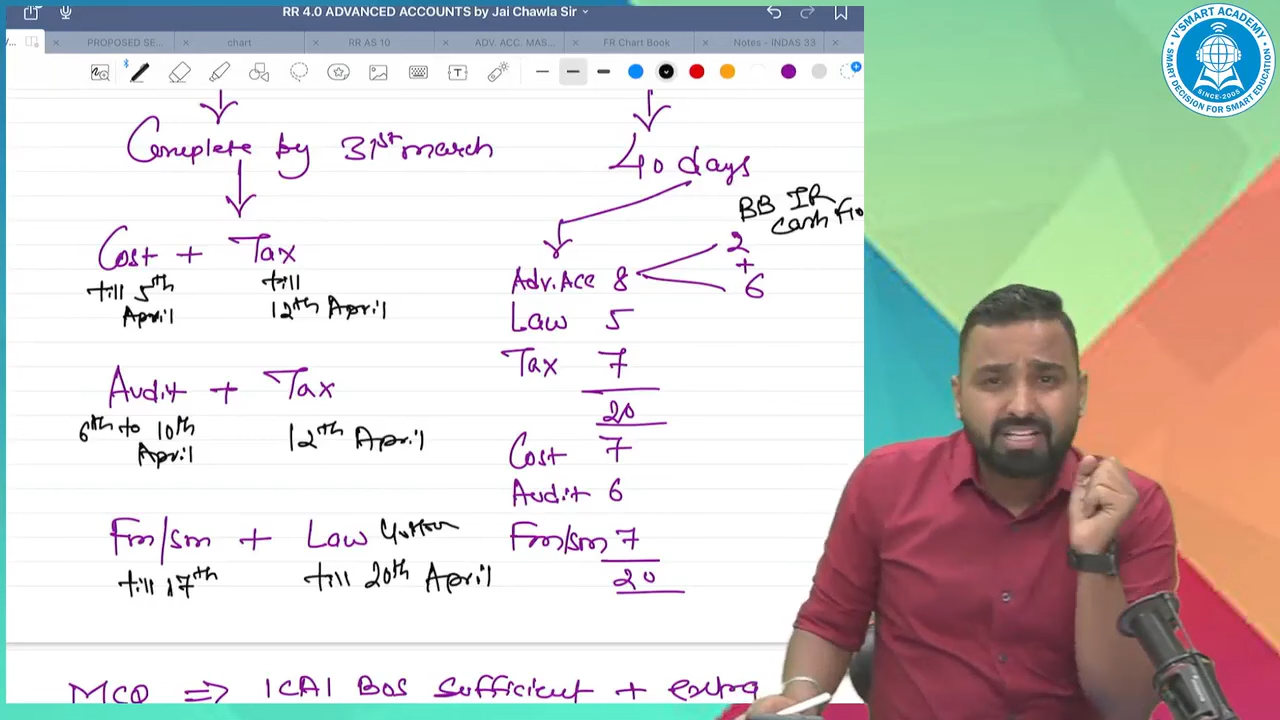 RR 4.0 ADVANCED ACCOUNTS by Jai Chawla Sir
PROPOSED SE...
chart
RR AS 10
ADV. ACC. MAS...
FR Chart Book
Notes - INDAS 33
V'SMART ACADEMY
SMART DECISION FOR SMART EDUCATION
SINCE-2005
Complete by 31st march
40 days
BB IR
cash flo
Cost + Tax
till 5th
April
till
12th April
Adv. Acc 8
2
+
6
Law 5
Tax 7
20
Audit + Tax
6th to 10th
April
12th April
Cost 7
Audit 6
Fm/sm 7
20
Fm/sm + Law
till 17th
till 20th April
MCQ => ICAI BOS sufficient + extra